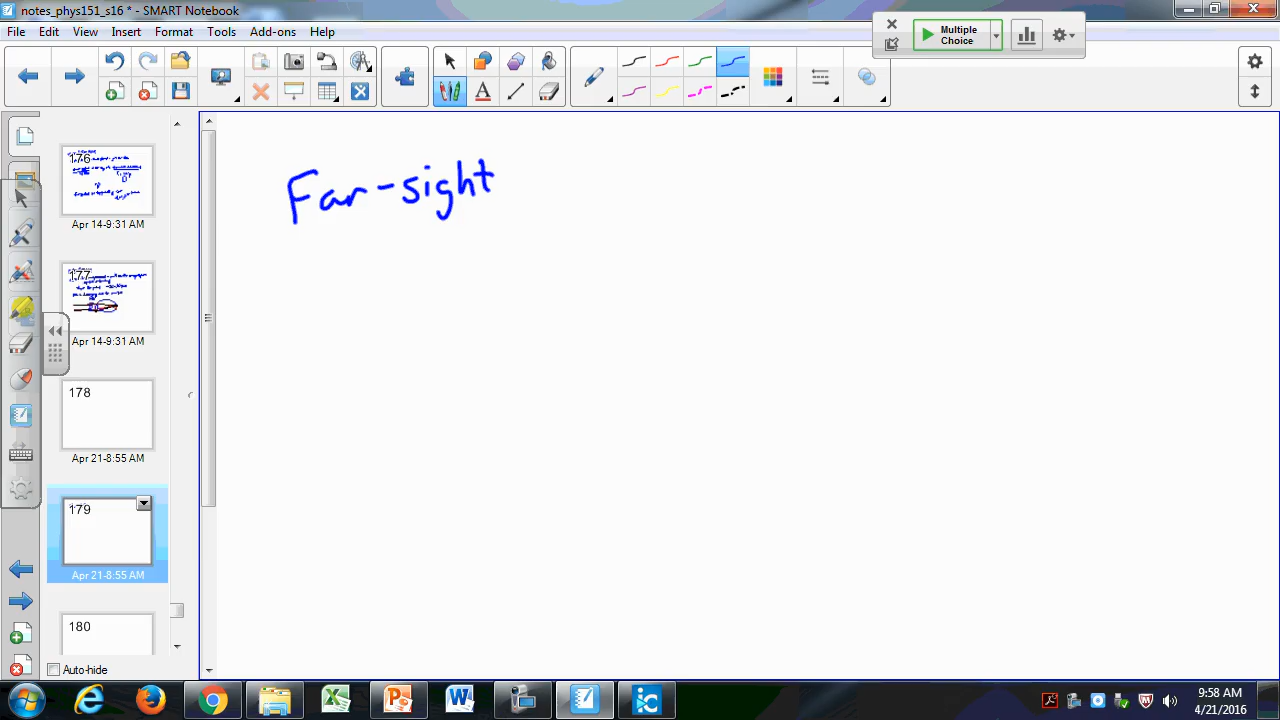 notes_phys151_s16 * - SMART Notebook
File Edit View Insert Format Tools Add-ons Help
Multiple
Choice
176
Apr 14-9:31 AM
177
Apr 14-9:31 AM
178
Apr 21-8:55 AM
179
Apr 21-8:55 AM
180
Auto-hide
Far-sight
9:58 AM
4/21/2016